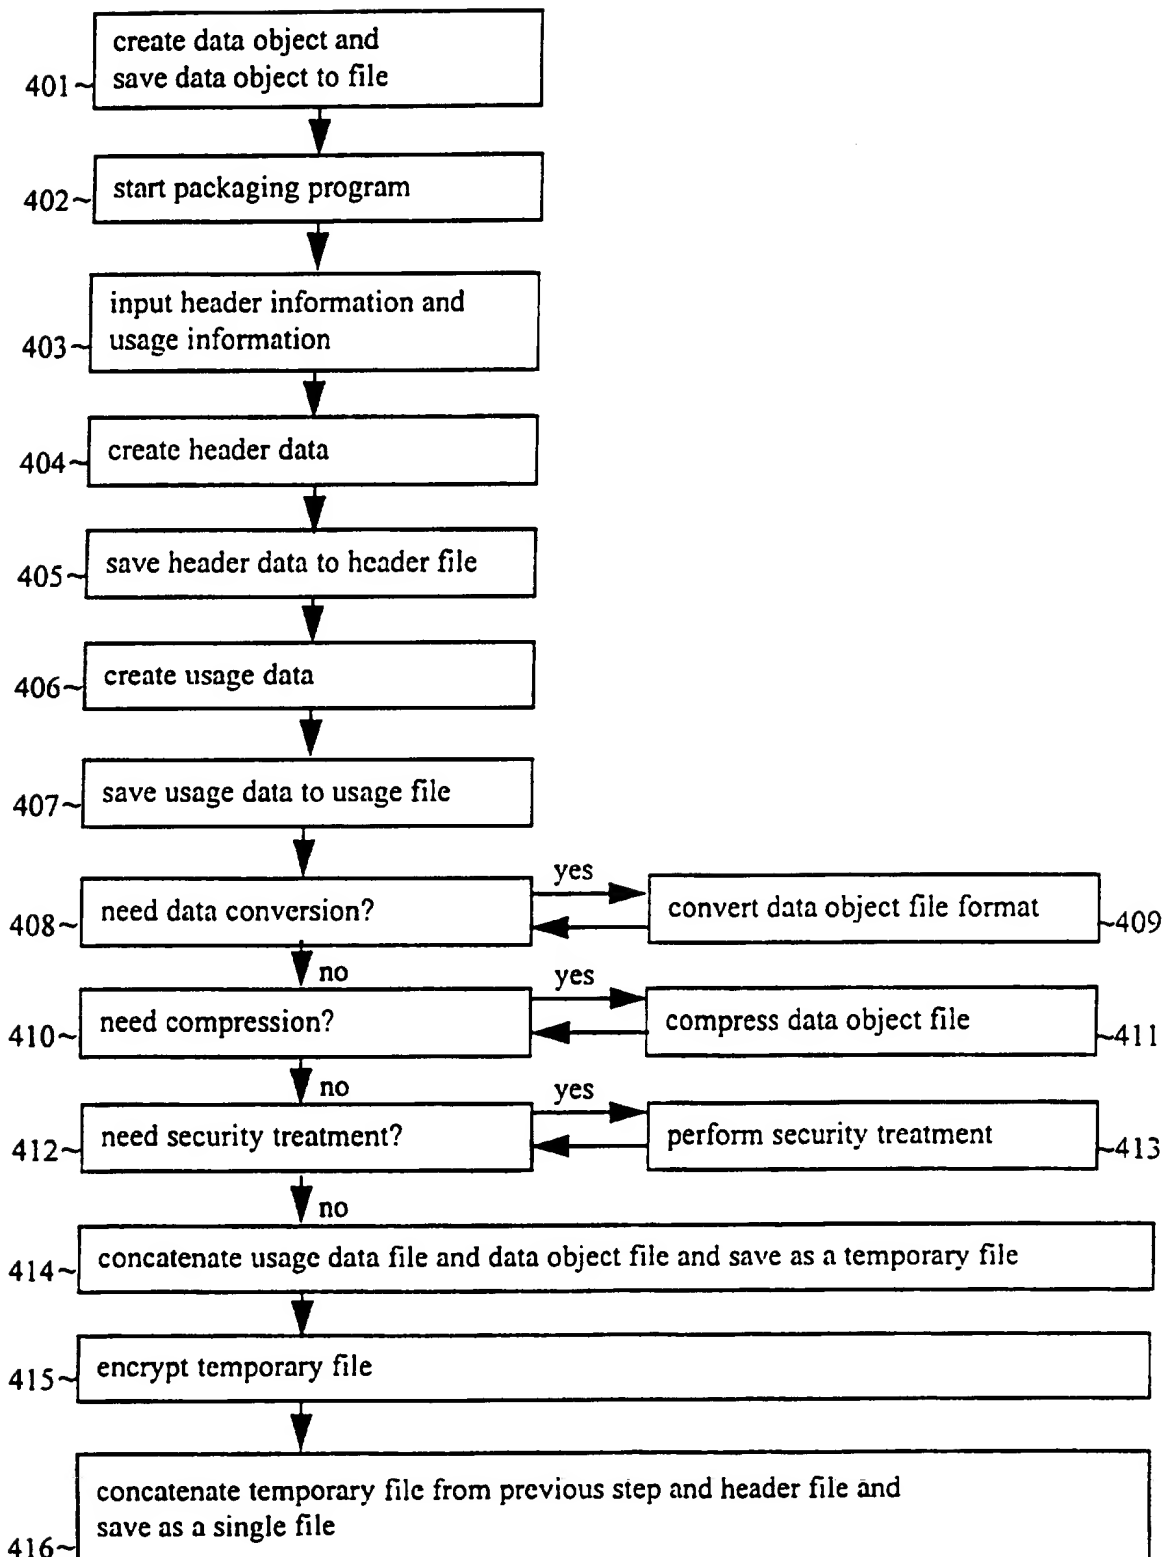 create data object and
save data object to file
401~
start packaging program
402~
input header information and
usage information
403~
create header data
404~
save header data to header file
405~
create usage data
406~
save usage data to usage file
407~
yes
need data conversion?
convert data object file format
408~
~409
no
yes
need compression?
compress data object file
410~
~411
no
yes
need security treatment?
perform security treatment
412~
~413
no
concatenate usage data file and data object file and save as a temporary file
414~
encrypt temporary file
415~
concatenate temporary file from previous step and header file and
save as a single file
416~